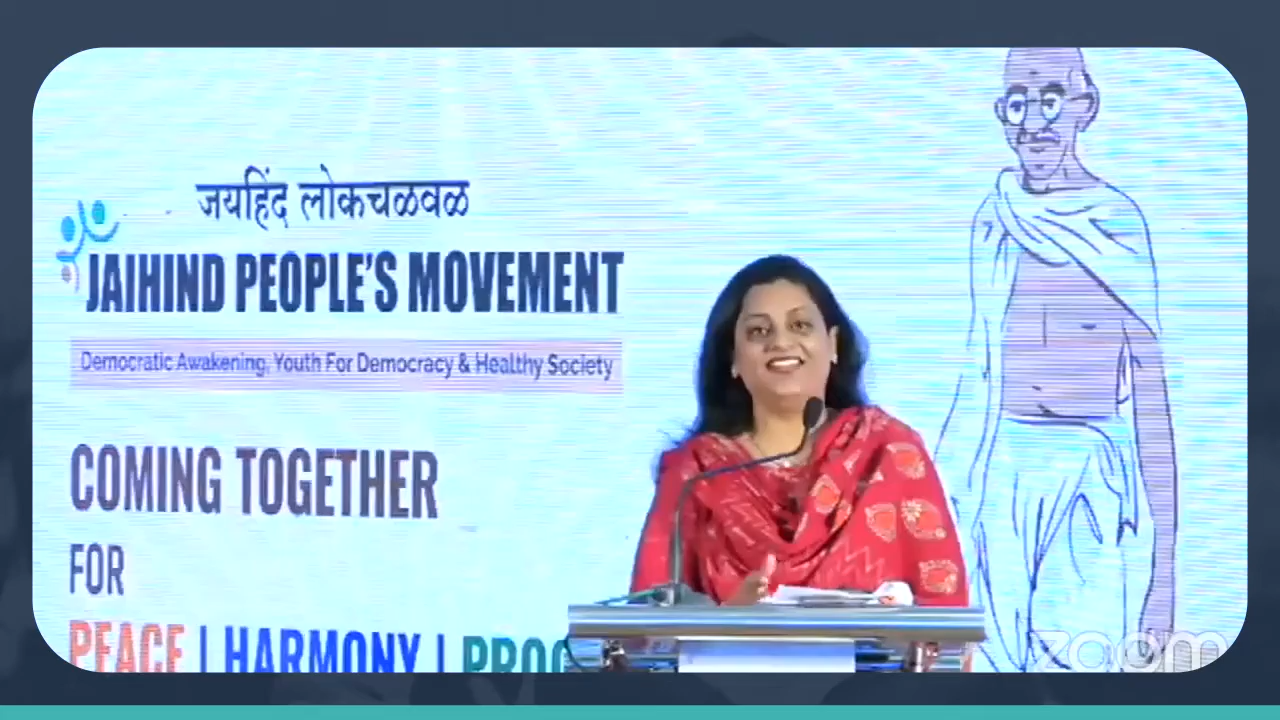 जयहिंद लोकचळवळ
JAIHIND PEOPLE'S MOVEMENT
Democratic Awakening, Youth For Democracy & Healthy Society
COMING TOGETHER
FOR
PEACE | HARMONY |
zoom